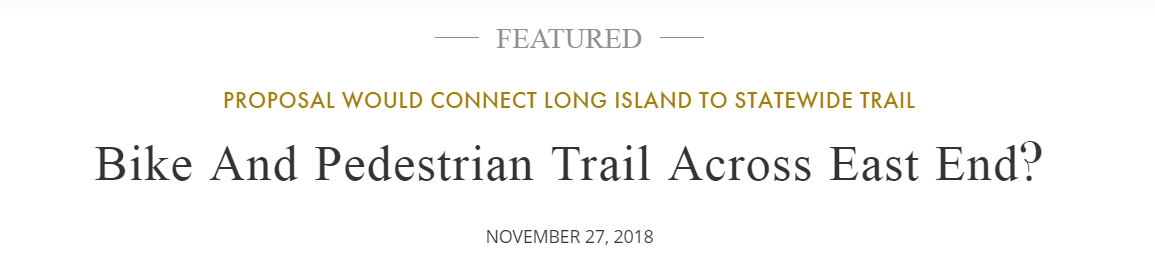 FEATURED
PROPOSAL WOULD CONNECT LONG ISLAND TO STATEWIDE TRAIL
Bike And Pedestrian Trail Across East End?
NOVEMBER 27, 2018